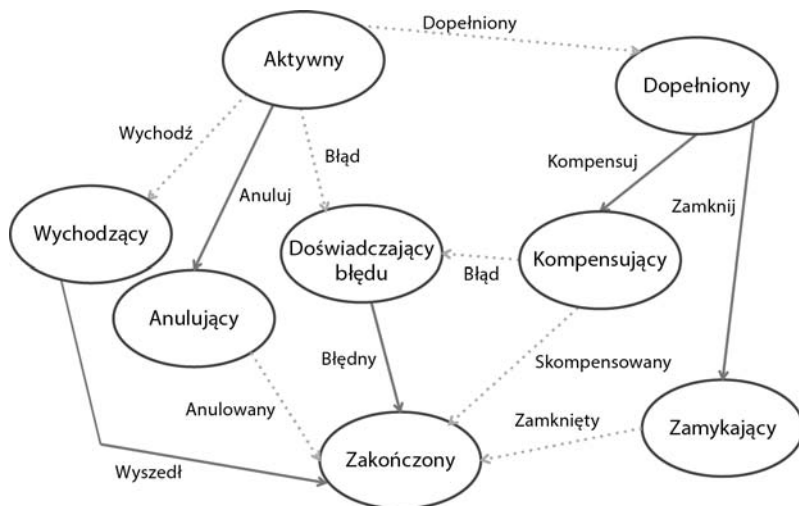 Dopełniony
Aktywny
Dopełniony
Wychodź
Błąd
Kompensuj
Anuluj
Zamknij
Wychodzący
Doświadczający
błędu
Błąd
Kompensujący
Anulujący
Błędny
Skompensowany
Anulowany
Zamknięty
Zamykający
Zakończony
Wyszedł